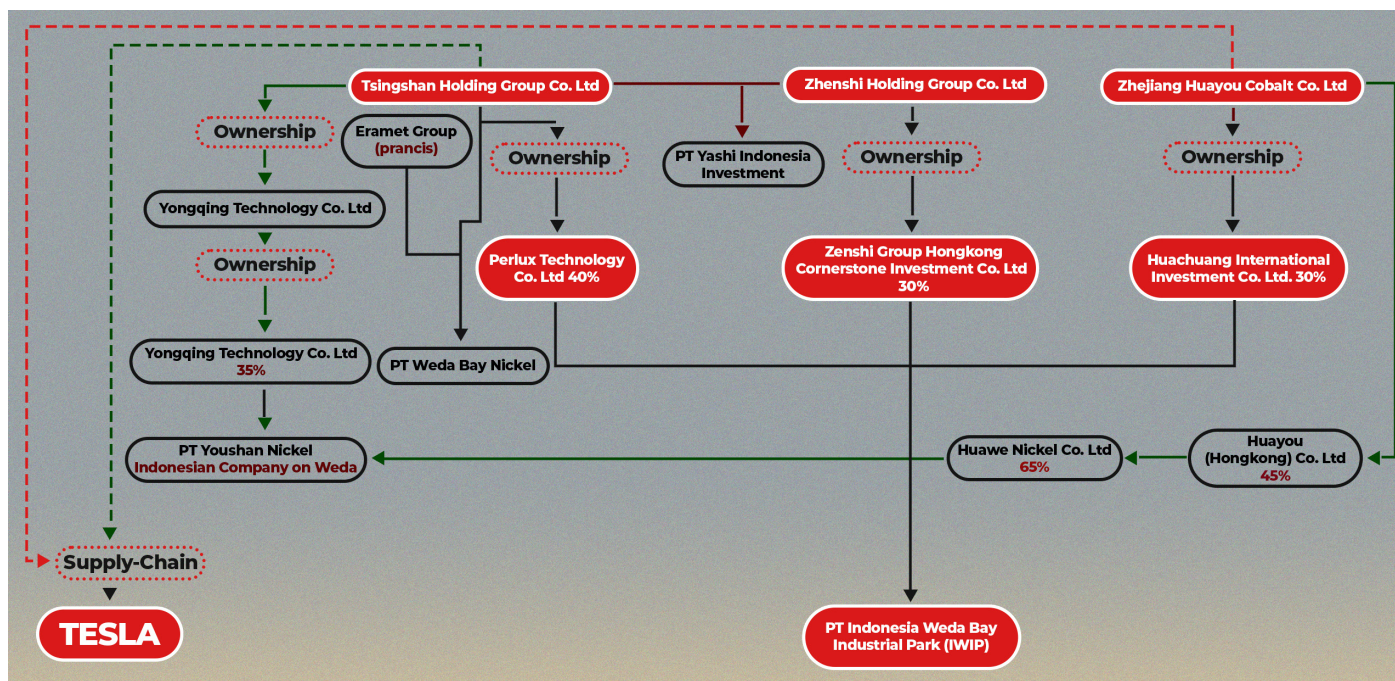 Tsingshan Holding Group Co. Ltd
Zhenshi Holding Group Co. Ltd
Zhejiang Huayou Cobalt Co. Ltd
Ownership
Eramet Group
(prancis)
Ownership
PT Yashi Indonesia
Investment
Ownership
Ownership
Yongqing Technology Co. Ltd
Ownership
Perlux Technology
Co. Ltd 40%
Zenshi Group Hongkong
Cornerstone Investment Co. Ltd
30%
Huachuang International
Investment Co. Ltd. 30%
Yongqing Technology Co. Ltd
35%
PT Weda Bay Nickel
PT Youshan Nickel
Indonesian Company on Weda
Huawe Nickel Co. Ltd
65%
Huayou
(Hongkong) Co. Ltd
45%
Supply-Chain
TESLA
PT Indonesia Weda Bay
Industrial Park (IWIP)